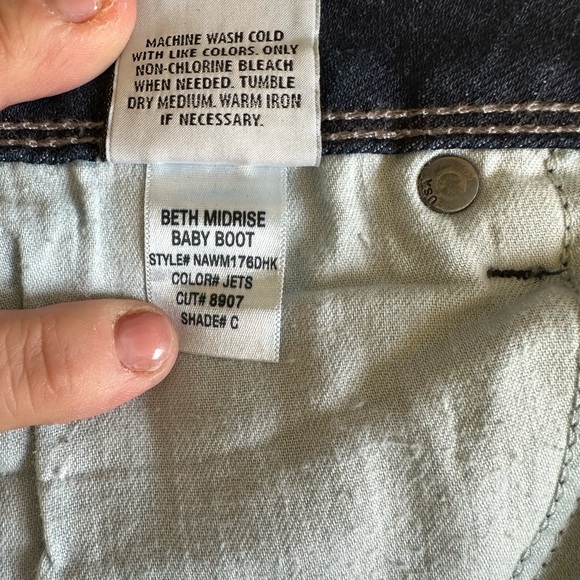 MACHINE WASH COLD
WITH LIKE COLORS. ONLY
NON-CHLORINE BLEACH
WHEN NEEDED. TUMBLE
DRY MEDIUM. WARM IRON
IF NECESSARY.
BETH MIDRISE
BABY BOOT
STYLE# NAWM176DHK
COLOR# JETS
CUT# 8907
SHADE# C
USA